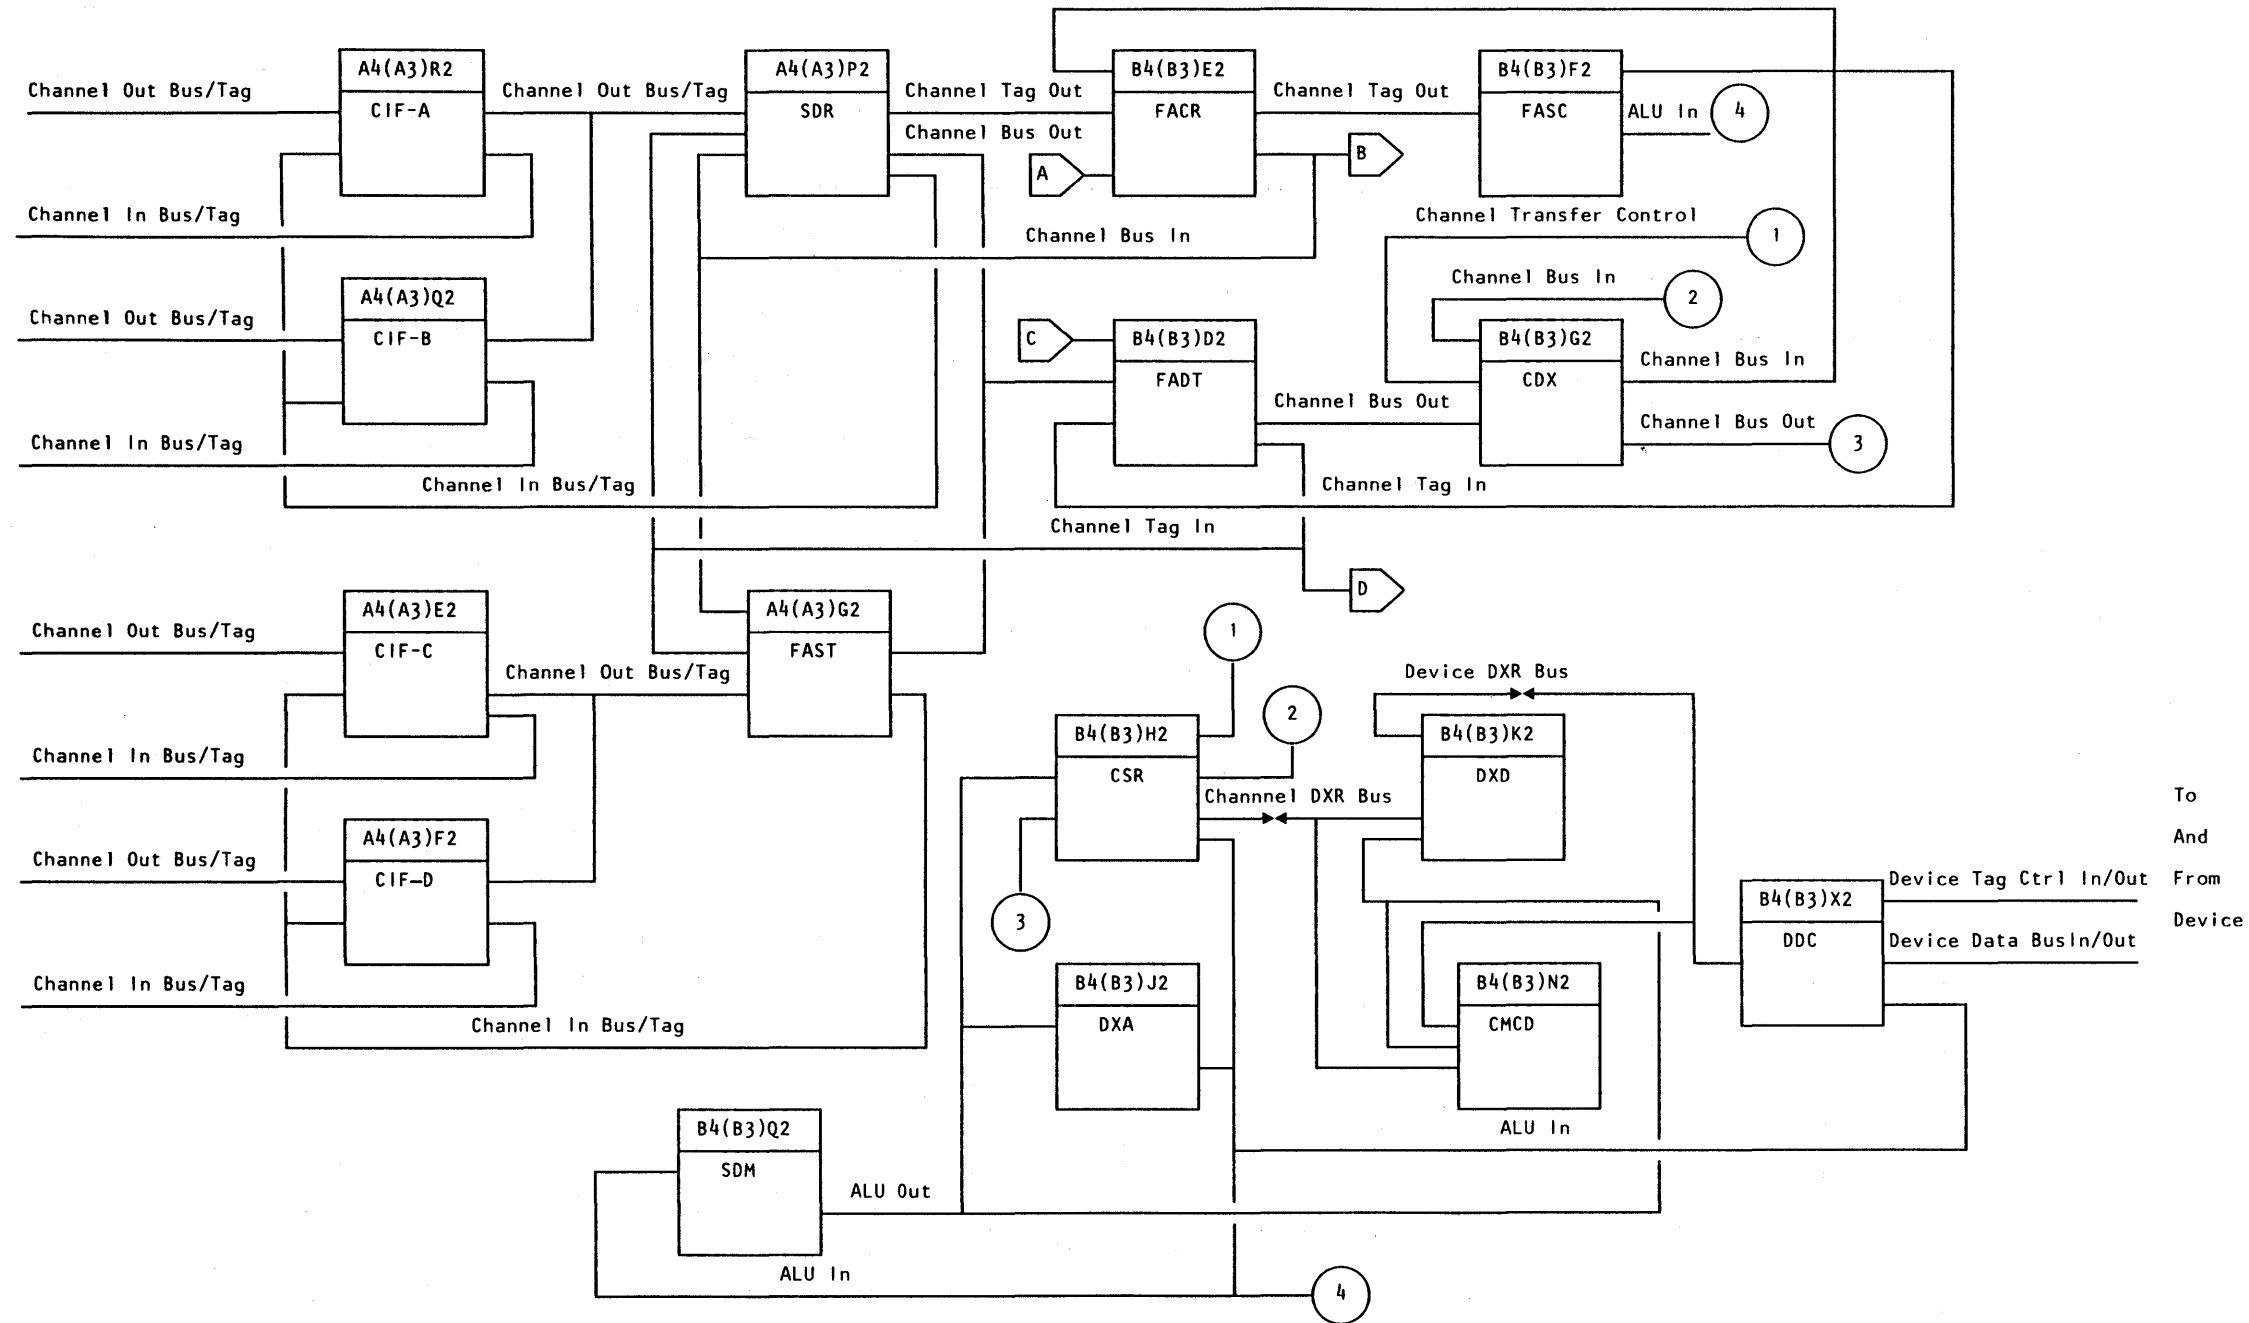 A4(A3)R2
CIF-A
A4(A3)P2
SDR
B4(B3)E2
FACR
B4(B3)F2
FASC
Channel Out Bus/Tag
Channel Out Bus/Tag
Channel Tag Out
Channel Tag Out
ALU In
4
Channel Bus Out
A
B
Channel In Bus/Tag
Channel Bus In
Channel Transfer Control
1
Channel Bus In
2
A4(A3)Q2
CIF-B
Channel Out Bus/Tag
C
B4(B3)D2
FADT
B4(B3)G2
CDX
Channel Bus In
Channel Bus Out
Channel Bus Out
3
Channel In Bus/Tag
Channel In Bus/Tag
Channel Tag In
Channel Tag In
D
A4(A3)E2
CIF-C
A4(A3)G2
FAST
Channel Out Bus/Tag
Channel Out Bus/Tag
1
2
Device DXR Bus
B4(B3)H2
CSR
B4(B3)K2
DXD
Channel In Bus/Tag
Channnel DXR Bus
To
And
From
Device
A4(A3)F2
CIF-D
Channel Out Bus/Tag
3
B4(B3)X2
DDC
Device Tag Ctrl In/Out
Device Data BusIn/Out
Channel In Bus/Tag
Channel In Bus/Tag
B4(B3)J2
DXA
B4(B3)N2
CMCD
ALU In
B4(B3)Q2
SDM
ALU Out
ALU In
4